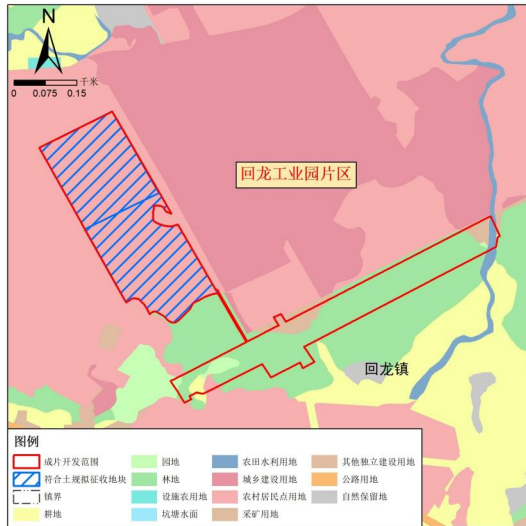 N
千米
0 0.075 0.15
回龙工业园片区
回龙镇
图例
成片开发范围 园地 农田水利用地 其他独立建设用地
符合土规拟征收地块 林地 城乡建设用地 公路用地
镇界 设施农用地 农村居民点用地 自然保留地
耕地 坑塘水面 采矿用地